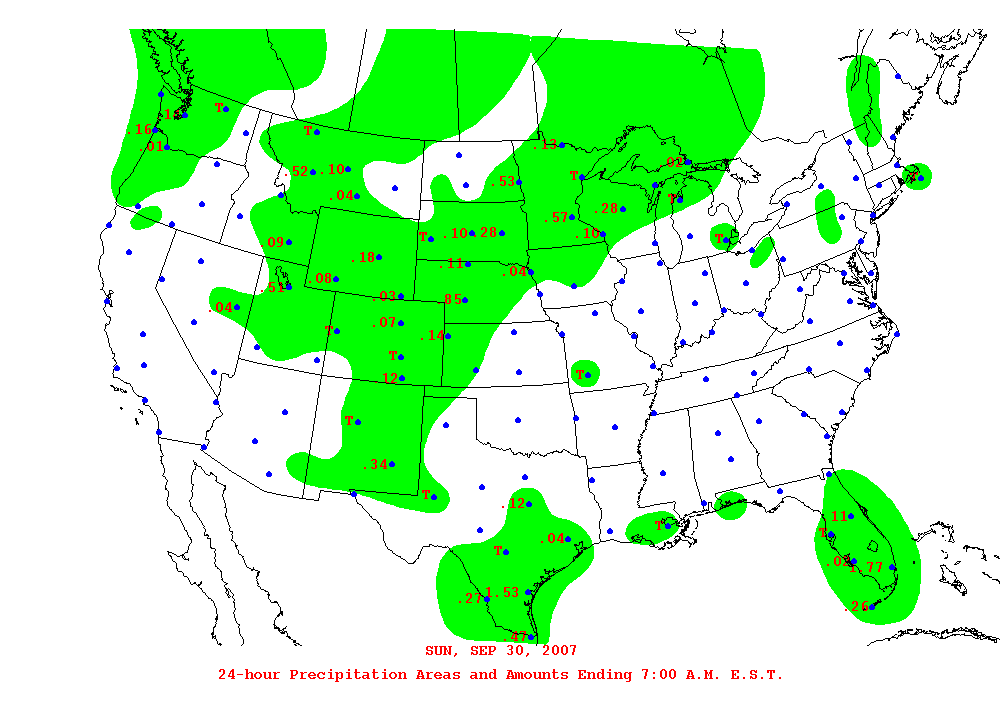 T
.16
.01
T
.13
.02
.52 .10
.04
.53
T
T
T
.57
.28
.10
T
.10 .28
T
.09
.18
.11
.04
.08
.51
.03
.85
.04
.07
T
.14
T
.12
T
T
.34
T
.12
.11
T
T
.04
T
.02
1.77
.27
1.53
.26
.47
SUN, SEP 30, 2007
24-hour Precipitation Areas and Amounts Ending 7:00 A.M. E.S.T.